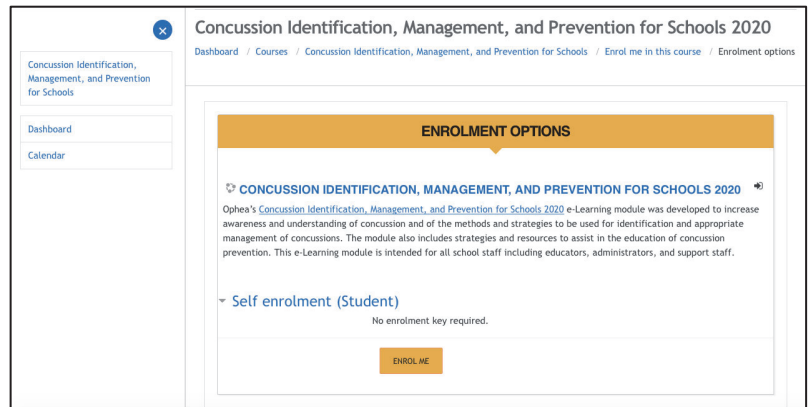 Concussion Identification, Management, and Prevention for Schools 2020
Dashboard / Courses / Concussion Identification, Management, and Prevention for Schools / Enrol me in this course / Enrolment options
Concussion Identification,
Management, and Prevention
for Schools
Dashboard
Calendar
ENROLMENT OPTIONS
CONCUSSION IDENTIFICATION, MANAGEMENT, AND PREVENTION FOR SCHOOLS 2020
Ophea's Concussion Identification, Management, and Prevention for Schools 2020 e-Learning module was developed to increase
awareness and understanding of concussion and of the methods and strategies to be used for identification and appropriate
management of concussions. The module also includes strategies and resources to assist in the education of concussion
prevention. This e-Learning module is intended for all school staff including educators, administrators, and support staff.
Self enrolment (Student)
No enrolment key required.
ENROL ME